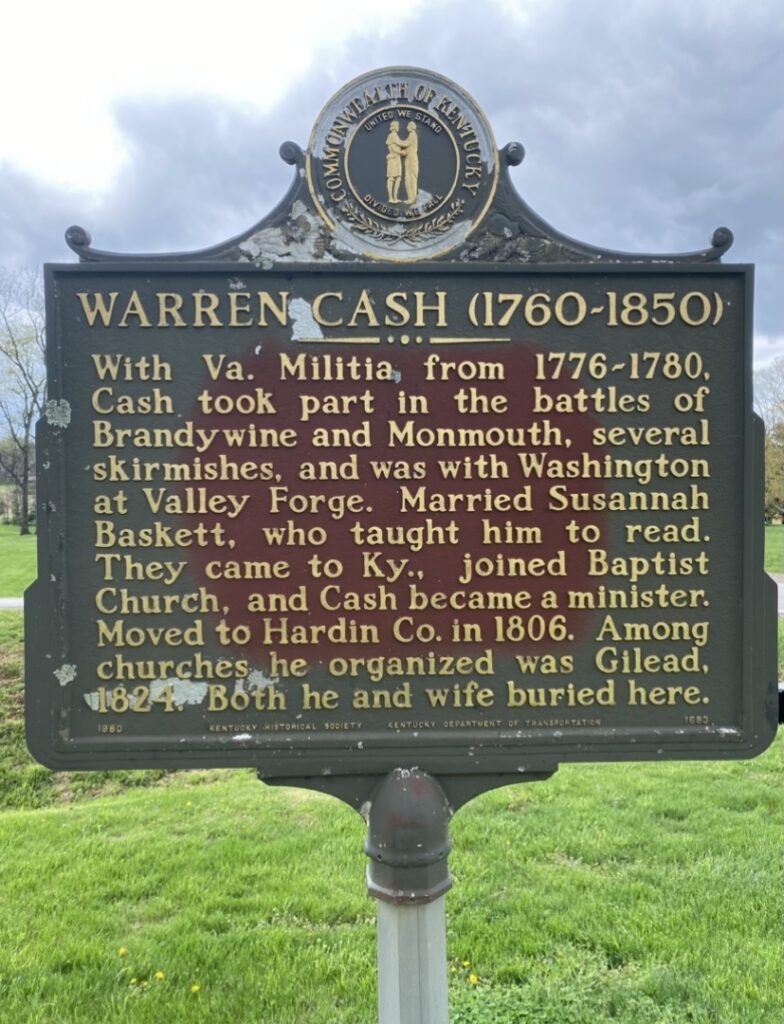 COMMONWEALTH OF KENTUCKY
UNITED WE STAND
DIVIDED WE FALL
WARREN CASH (1760-1850)
With Va. Militia from 1776-1780,
Cash took part in the battles of
Brandywine and Monmouth, several
skirmishes, and was with Washington
at Valley Forge. Married Susannah
Baskett, who taught him to read.
They came to Ky., joined Baptist
Church, and Cash became a minister.
Moved to Hardin Co. in 1806. Among
churches he organized was Gilead,
1824. Both he and wife buried here.
1980 KENTUCKY HISTORICAL SOCIETY KENTUCKY DEPARTMENT OF TRANSPORTATION 1683